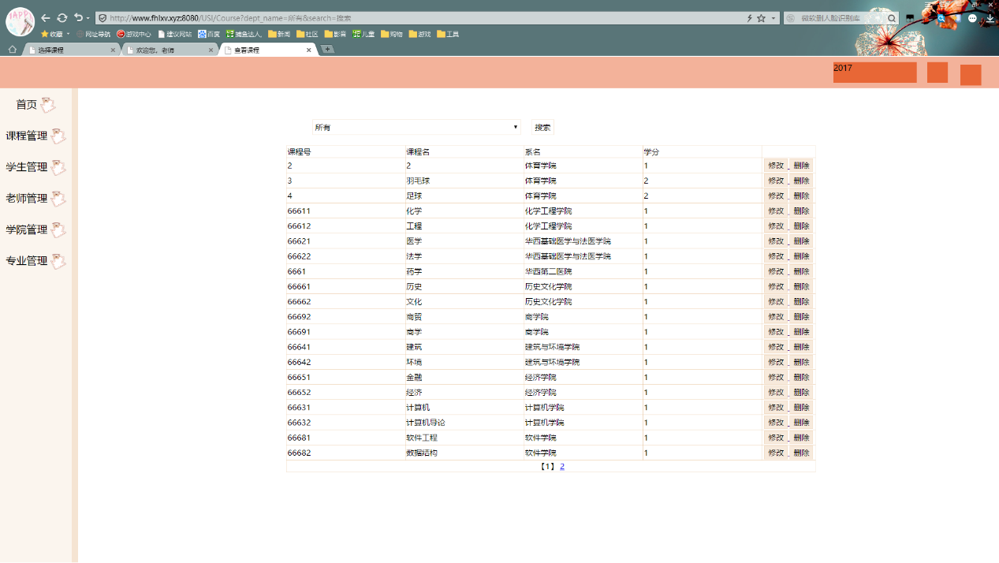 http://www.fhlxv.xyz:8080/USI/Course?dept_name=所有&search=搜索
微软删人脸识别库
收藏 网址导航 游戏中心 建议网站 百度 捕鱼达人 新闻 社区 影音 儿童 购物 游戏 工具
选择课程 欢迎您，老师 查看课程
2017
首页
课程管理
学生管理
老师管理
学院管理
专业管理
所有 搜索
课程号 课程名 系名 学分
2 2 体育学院 1 修改 删除
3 羽毛球 体育学院 2 修改 删除
4 足球 体育学院 2 修改 删除
66611 化学 化学工程学院 1 修改 删除
66612 工程 化学工程学院 1 修改 删除
66621 医学 华西基础医学与法医学院 1 修改 删除
66622 法学 华西基础医学与法医学院 1 修改 删除
6661 药学 华西第二医院 1 修改 删除
66661 历史 历史文化学院 1 修改 删除
66662 文化 历史文化学院 1 修改 删除
66692 商贸 商学院 1 修改 删除
66691 商学 商学院 1 修改 删除
66641 建筑 建筑与环境学院 1 修改 删除
66642 环境 建筑与环境学院 1 修改 删除
66651 金融 经济学院 1 修改 删除
66652 经济 经济学院 1 修改 删除
66631 计算机 计算机学院 1 修改 删除
66632 计算机导论 计算机学院 1 修改 删除
66681 软件工程 软件学院 1 修改 删除
66682 数据结构 软件学院 1 修改 删除
【1】 2